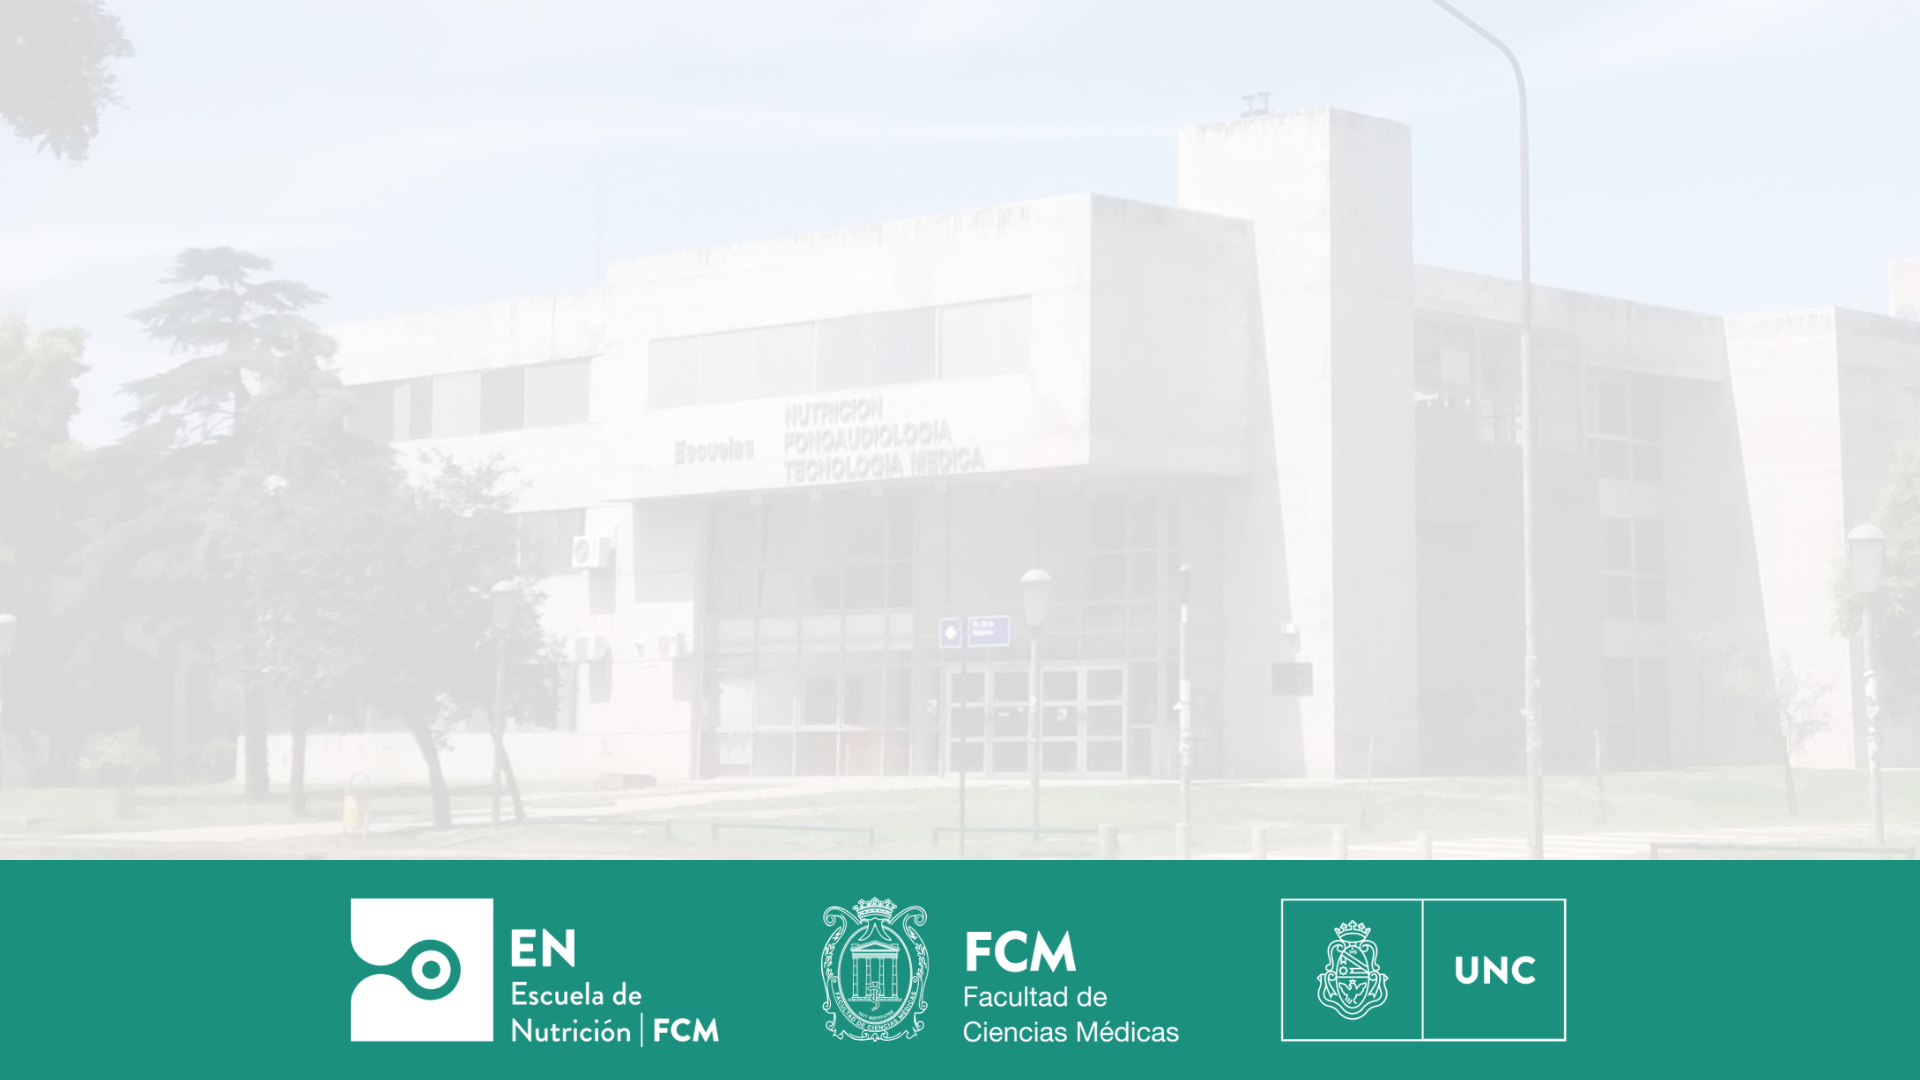 Escuelas
NUTRICION
FONOAUDIOLOGIA
TECNOLOGIA MEDICA
EN
Escuela de
Nutrición | FCM
FCM
Facultad de
Ciencias Médicas
UNC